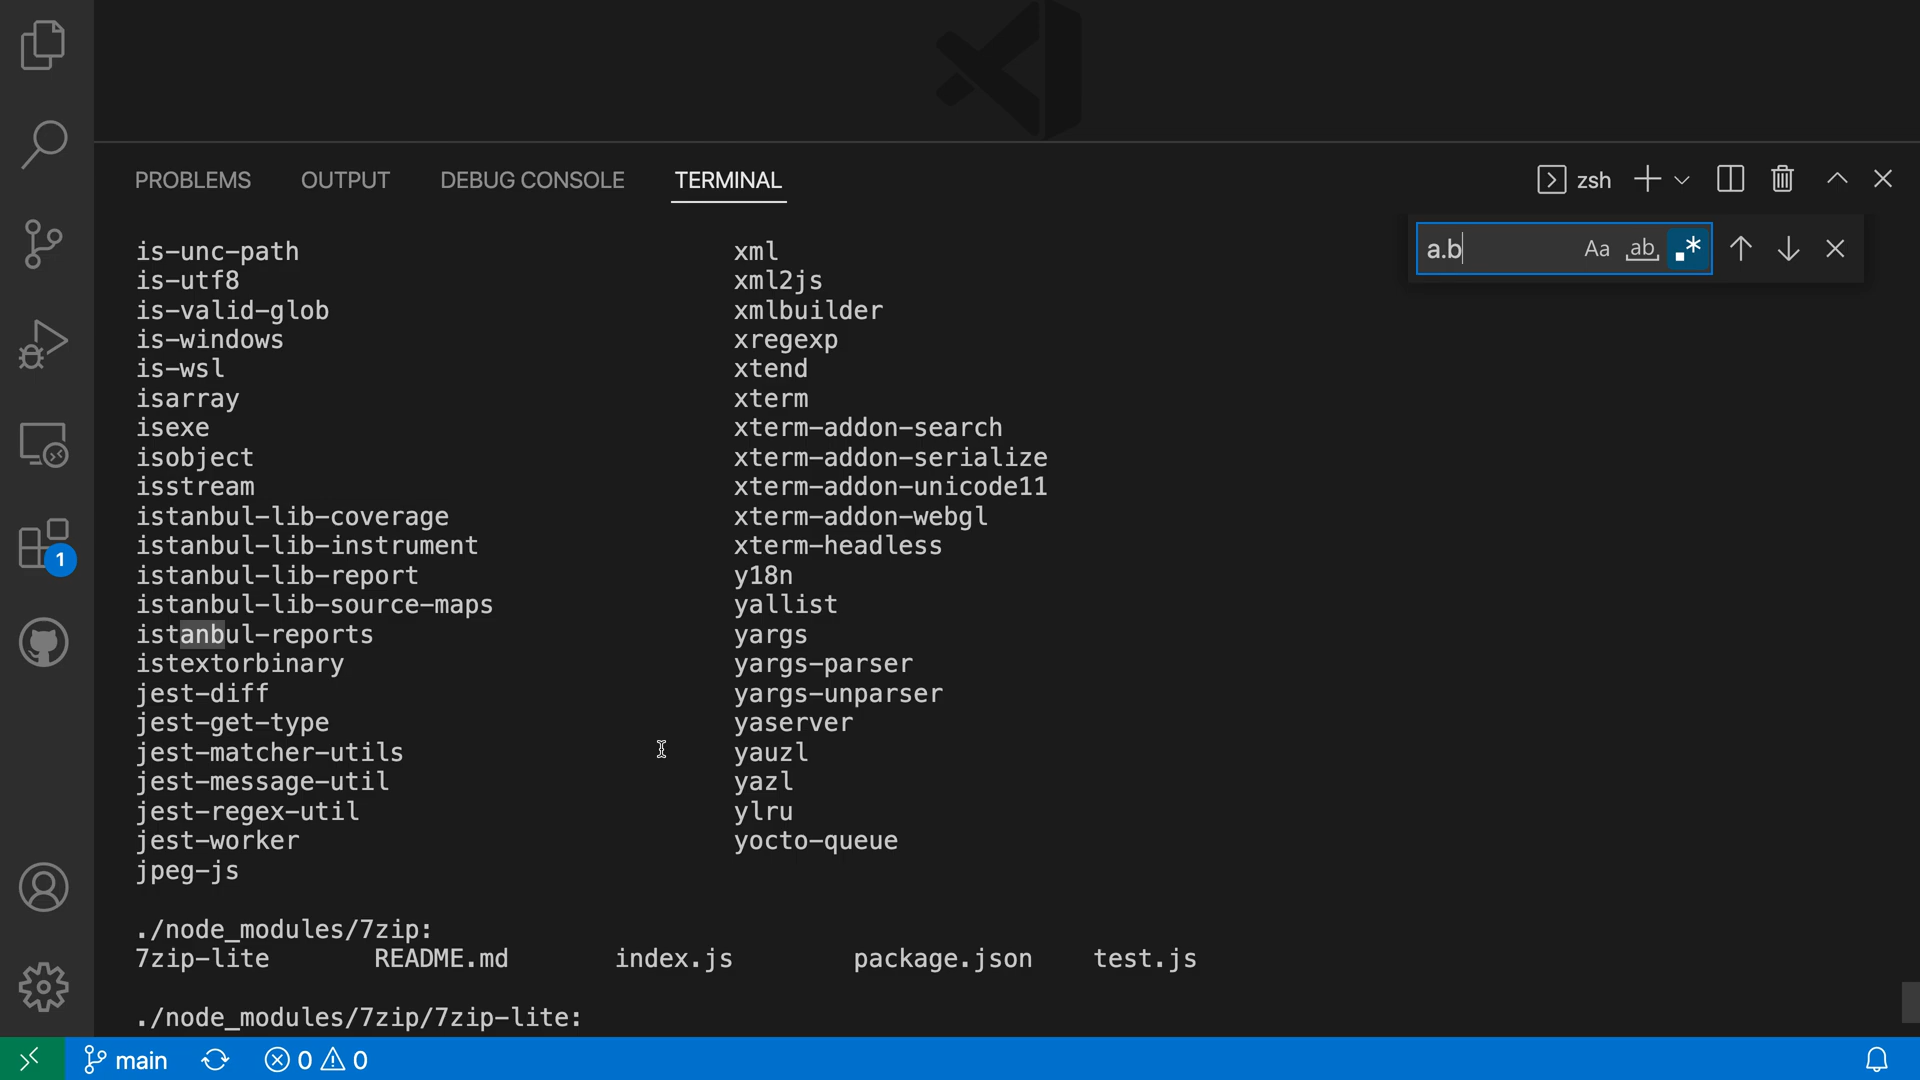 PROBLEMS OUTPUT DEBUG CONSOLE TERMINAL zsh
a.b Aa ab .*
is-unc-path xml
is-utf8 xml2js
is-valid-glob xmlbuilder
is-windows xregexp
is-wsl xtend
isarray xterm
isexe xterm-addon-search
isobject xterm-addon-serialize
isstream xterm-addon-unicode11
istanbul-lib-coverage xterm-addon-webgl
istanbul-lib-instrument xterm-headless
istanbul-lib-report y18n
istanbul-lib-source-maps yallist
istanbul-reports yargs
istextorbinary yargs-parser
jest-diff yargs-unparser
jest-get-type yaserver
jest-matcher-utils yauzl
jest-message-util yazl
jest-regex-util ylru
jest-worker yocto-queue
jpeg-js
./node_modules/7zip:
7zip-lite README.md index.js package.json test.js
./node_modules/7zip/7zip-lite:
1
main 0 0